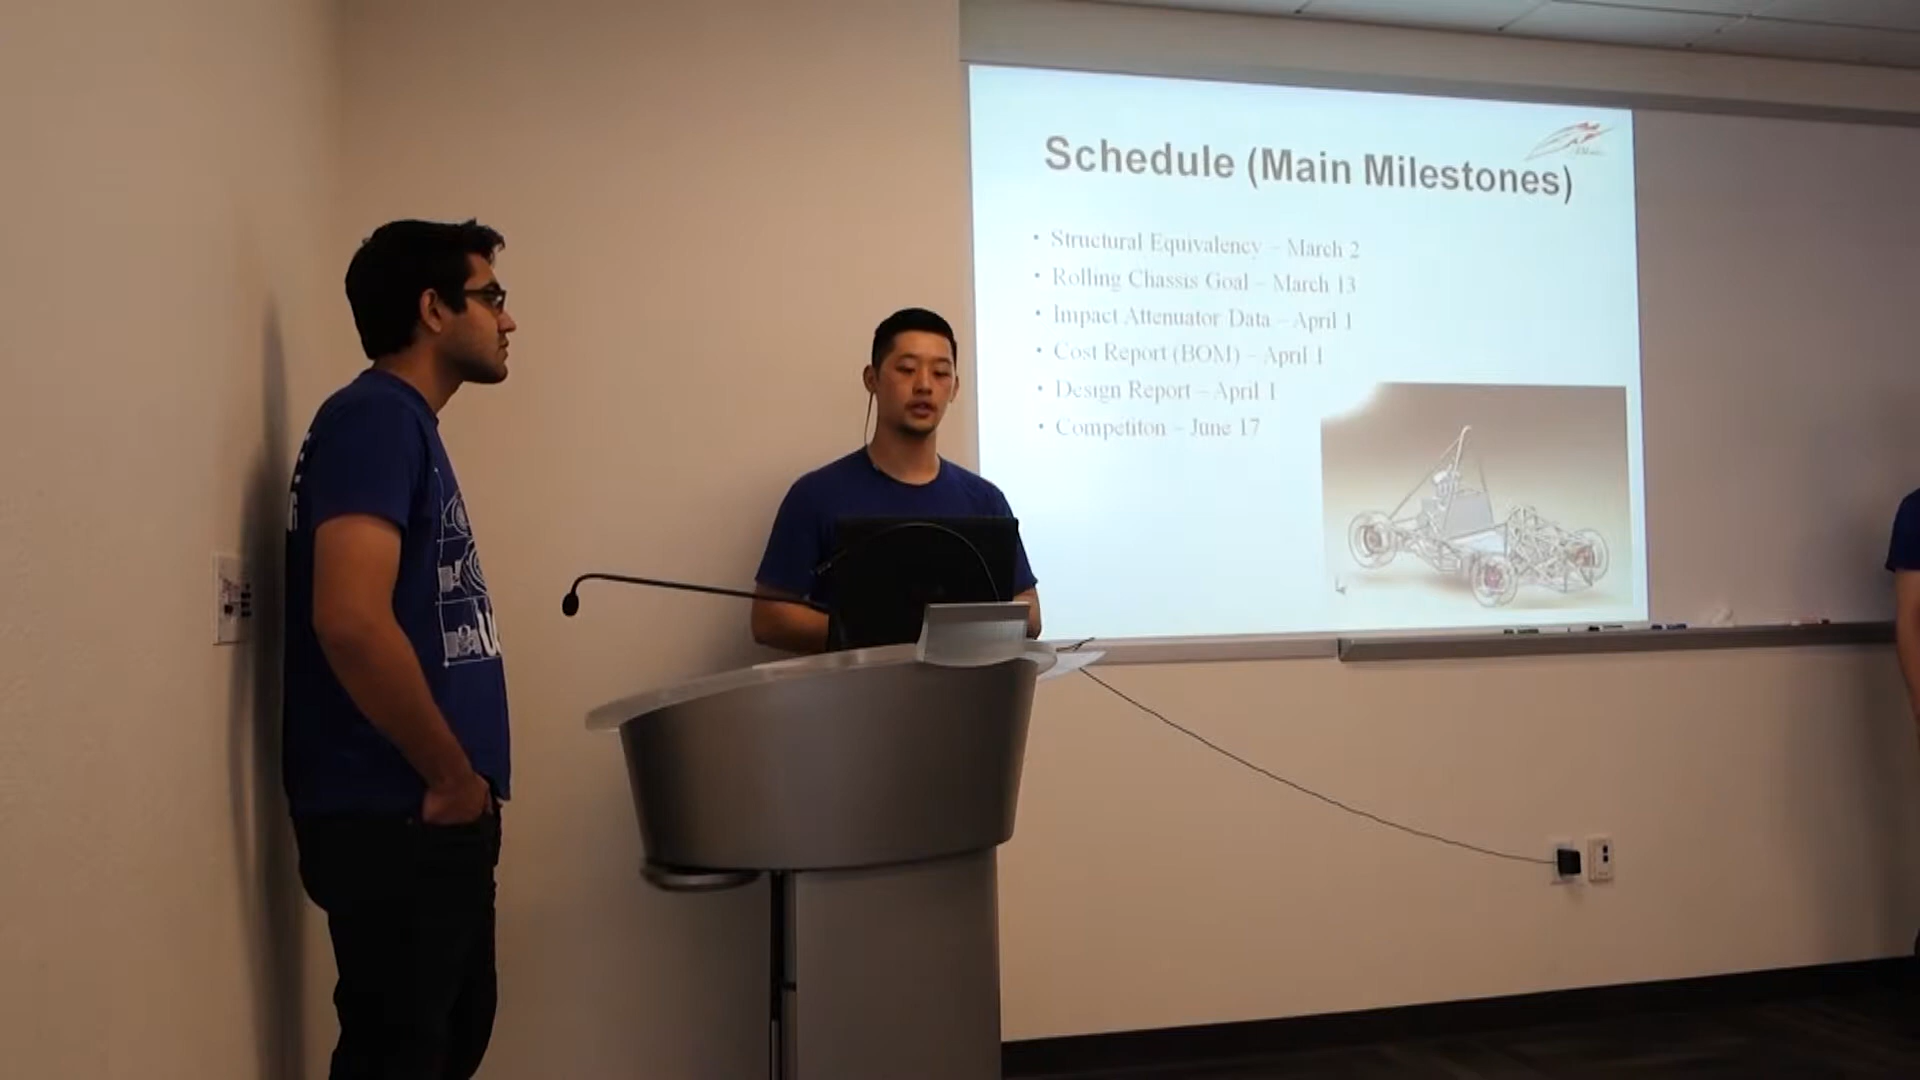 Schedule (Main Milestones)
• Structural Equivalency – March 2
• Rolling Chassis Goal – March 13
• Impact Attenuator Data – April 1
• Cost Report (BOM) – April 1
• Design Report – April 1
• Competiton – June 17